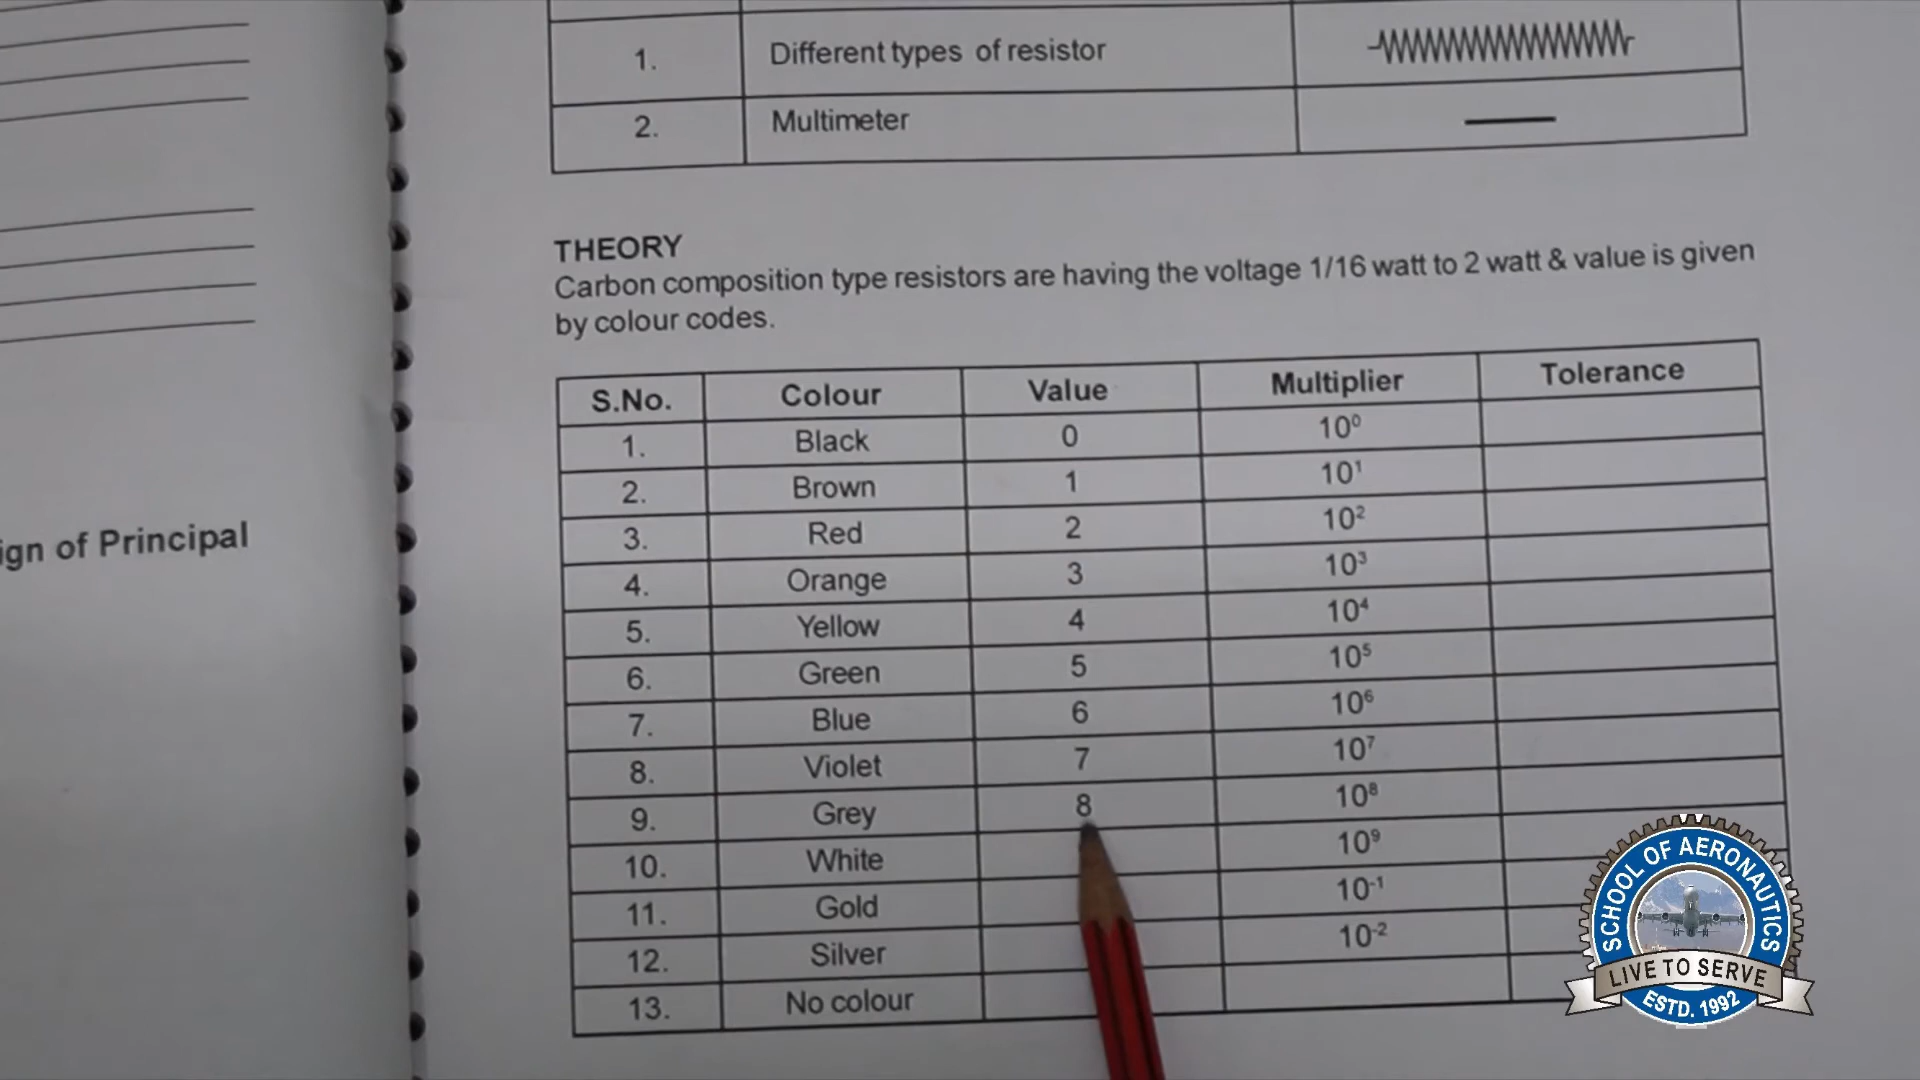 1. Different types of resistor
2. Multimeter
ign of Principal
THEORY
Carbon composition type resistors are having the voltage 1/16 watt to 2 watt & value is given
by colour codes.
S.No. Colour Value Multiplier Tolerance
1. Black 0 10⁰
2. Brown 1 10¹
3. Red 2 10²
4. Orange 3 10³
5. Yellow 4 10⁴
6. Green 5 10⁵
7. Blue 6 10⁶
8. Violet 7 10⁷
9. Grey 8 10⁸
10. White 10⁹
11. Gold 10⁻¹
12. Silver 10⁻²
13. No colour
SCHOOL OF AERONAUTICS
LIVE TO SERVE
ESTD. 1992